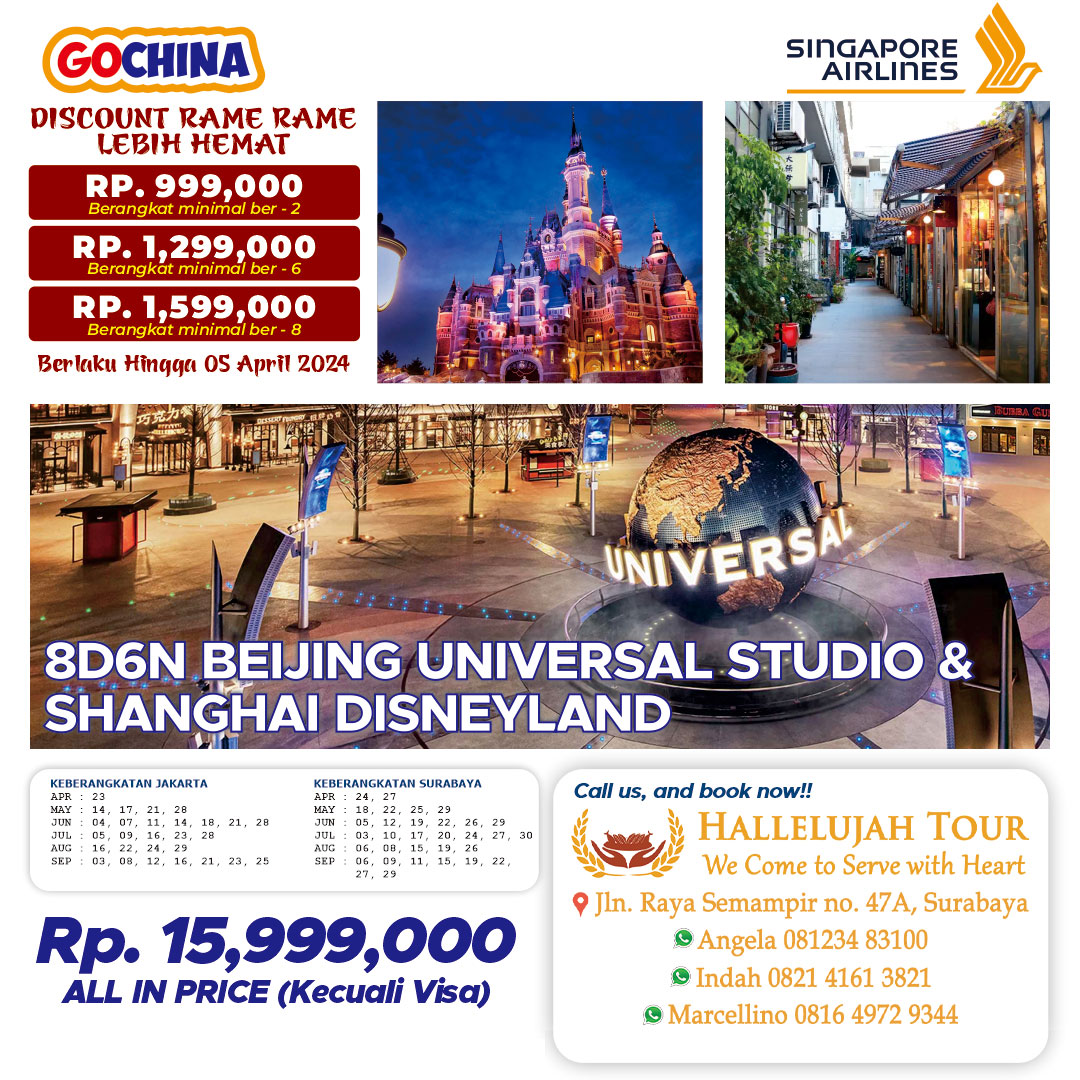 GOCHINA
SINGAPORE
AIRLINES
DISCOUNT RAME RAME
LEBIH HEMAT
RP. 999,000
Berangkat minimal ber - 2
RP. 1,299,000
Berangkat minimal ber - 6
RP. 1,599,000
Berangkat minimal ber - 8
Berlaku Hingga 05 April 2024
UNIVERSAL
8D6N BEIJING UNIVERSAL STUDIO &
SHANGHAI DISNEYLAND
KEBERANGKATAN JAKARTA
APR : 23
MAY : 14, 17, 21, 28
JUN : 04, 07, 11, 14, 18, 21, 28
JUL : 05, 09, 16, 23, 28
AUG : 16, 22, 24, 29
SEP : 03, 08, 12, 16, 21, 23, 25
KEBERANGKATAN SURABAYA
APR : 24, 27
MAY : 18, 22, 25, 29
JUN : 05, 12, 19, 22, 26, 29
JUL : 03, 10, 17, 20, 24, 27, 30
AUG : 06, 08, 15, 19, 26
SEP : 06, 09, 11, 15, 19, 22,
27, 29
Rp. 15,999,000
ALL IN PRICE (Kecuali Visa)
Call us, and book now!!
HALLELUJAH TOUR
We Come to Serve with Heart
Jln. Raya Semampir no. 47A, Surabaya
Angela 081234 83100
Indah 0821 4161 3821
Marcellino 0816 4972 9344